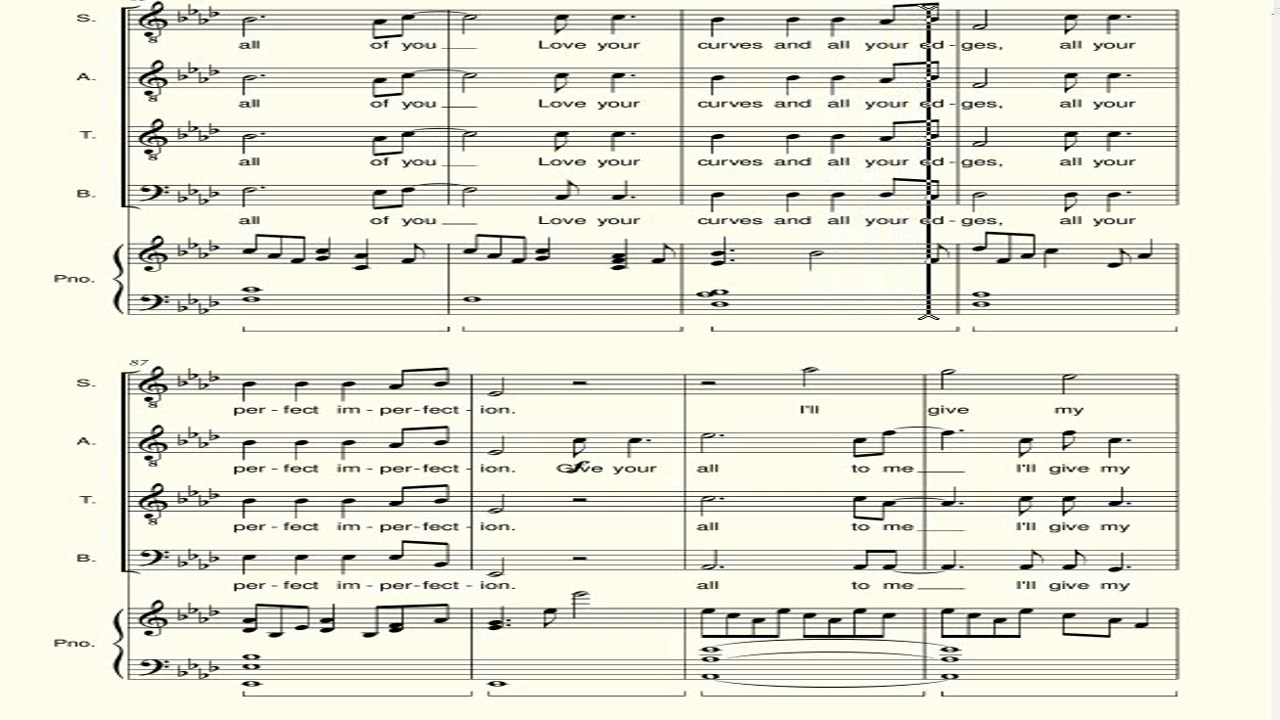 S.
all of you Love your curves and all your ed - ges, all your
A.
all of you Love your curves and all your ed - ges, all your
T.
all of you Love your curves and all your ed - ges, all your
B.
all of you Love your curves and all your ed - ges, all your
Pno.
87
S.
per - fect im - per - fect - ion. I'll give my
A.
per - fect im - per - fect - ion. Give your all to me I'll give my
T.
per - fect im - per - fect - ion. all to me I'll give my
B.
per - fect im - per - fect - ion. all to me I'll give my
Pno.